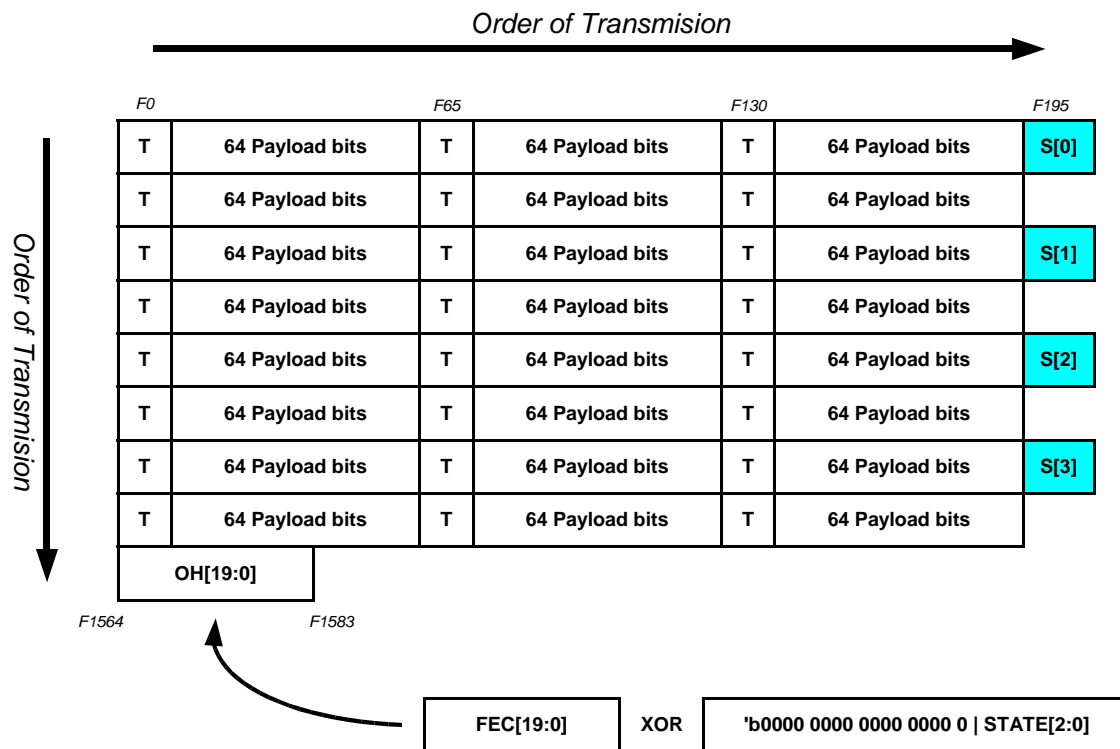 Order of Transmision
F0 F65 F130 F195
Order of Transmision
T 64 Payload bits T 64 Payload bits T 64 Payload bits S[0]
T 64 Payload bits T 64 Payload bits T 64 Payload bits
T 64 Payload bits T 64 Payload bits T 64 Payload bits S[1]
T 64 Payload bits T 64 Payload bits T 64 Payload bits
T 64 Payload bits T 64 Payload bits T 64 Payload bits S[2]
T 64 Payload bits T 64 Payload bits T 64 Payload bits
T 64 Payload bits T 64 Payload bits T 64 Payload bits S[3]
T 64 Payload bits T 64 Payload bits T 64 Payload bits
OH[19:0]
F1564 F1583
FEC[19:0] XOR 'b0000 0000 0000 0000 0 | STATE[2:0]